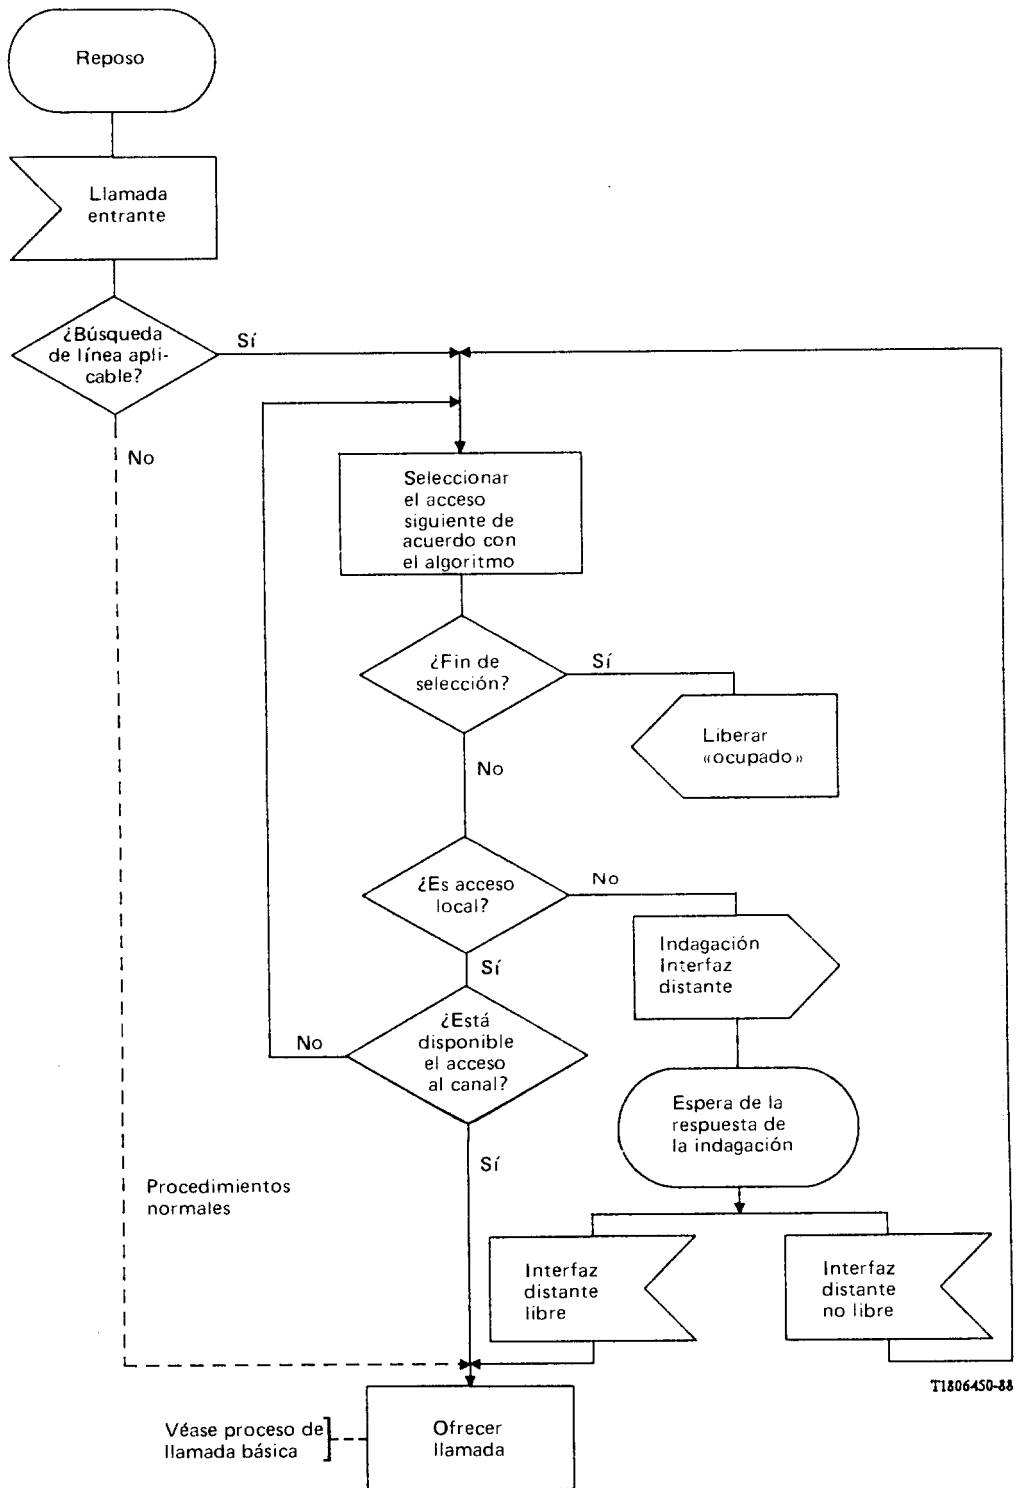 Reposo
Llamada
entrante
¿Búsqueda
de línea apli-
cable?
Sí
No
Seleccionar
el acceso
siguiente de
acuerdo con
el algoritmo
¿Fin de
selección?
Sí
Liberar
«ocupado»
No
¿Es acceso
local?
No
Indagación
Interfaz
distante
Sí
¿Está
disponible
el acceso
al canal?
No
Espera de la
respuesta de
la indagación
Sí
Procedimientos
normales
Interfaz
distante
libre
Interfaz
distante
no libre
T1806450-88
Véase proceso de
llamada básica
Ofrecer
llamada